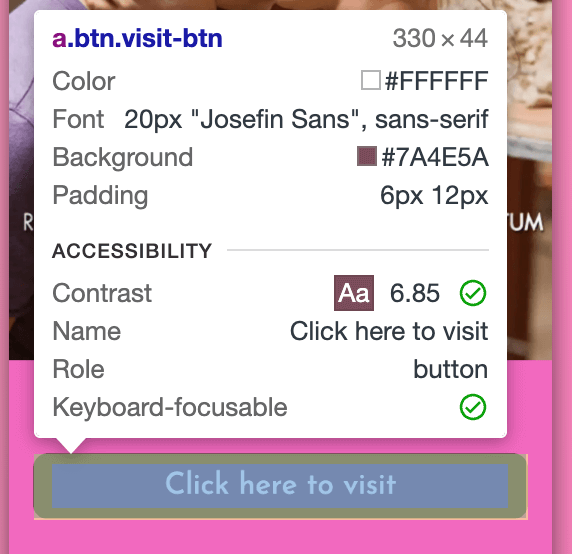 a.btn.visit-btn 330 × 44
Color #FFFFFF
Font 20px "Josefin Sans", sans-serif
Background #7A4E5A
Padding 6px 12px
R UM
ACCESSIBILITY
Contrast Aa 6.85
Name Click here to visit
Role button
Keyboard-focusable
Click here to visit